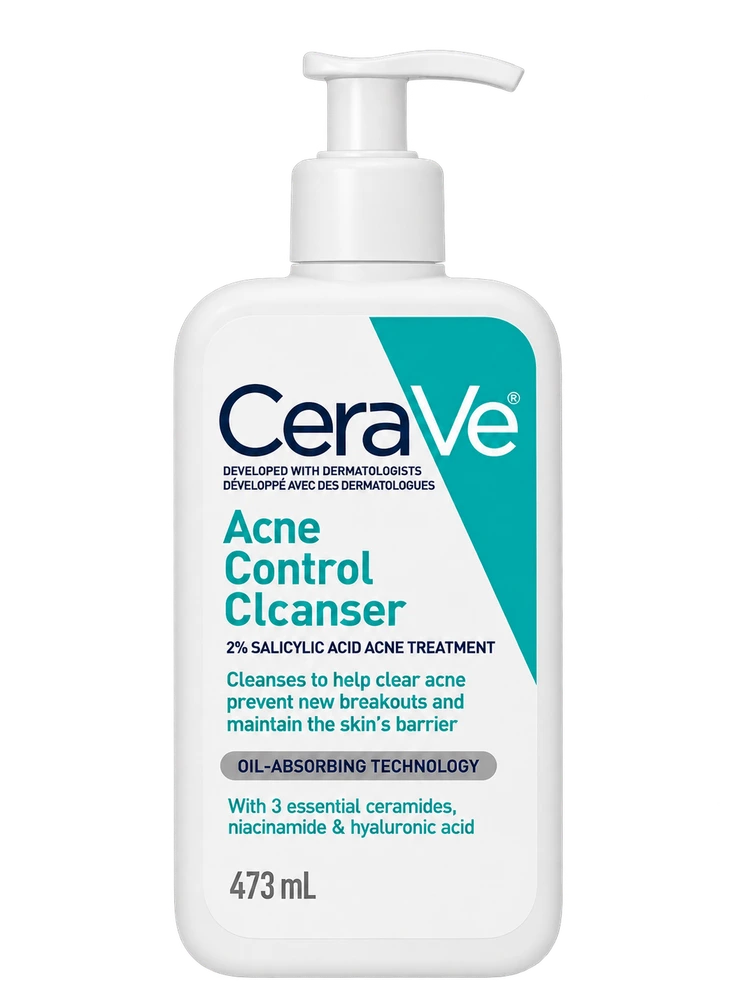 CeraVe®
DEVELOPED WITH DERMATOLOGISTS
DÉVELOPPÉ AVEC DES DERMATOLOGUES
Acne
Control
Clcanser
2% SALICYLIC ACID ACNE TREATMENT
Cleanses to help clear acne
prevent new breakouts and
maintain the skin's barrier
OIL-ABSORBING TECHNOLOGY
With 3 essential ceramides,
niacinamide & hyaluronic acid
473 mL